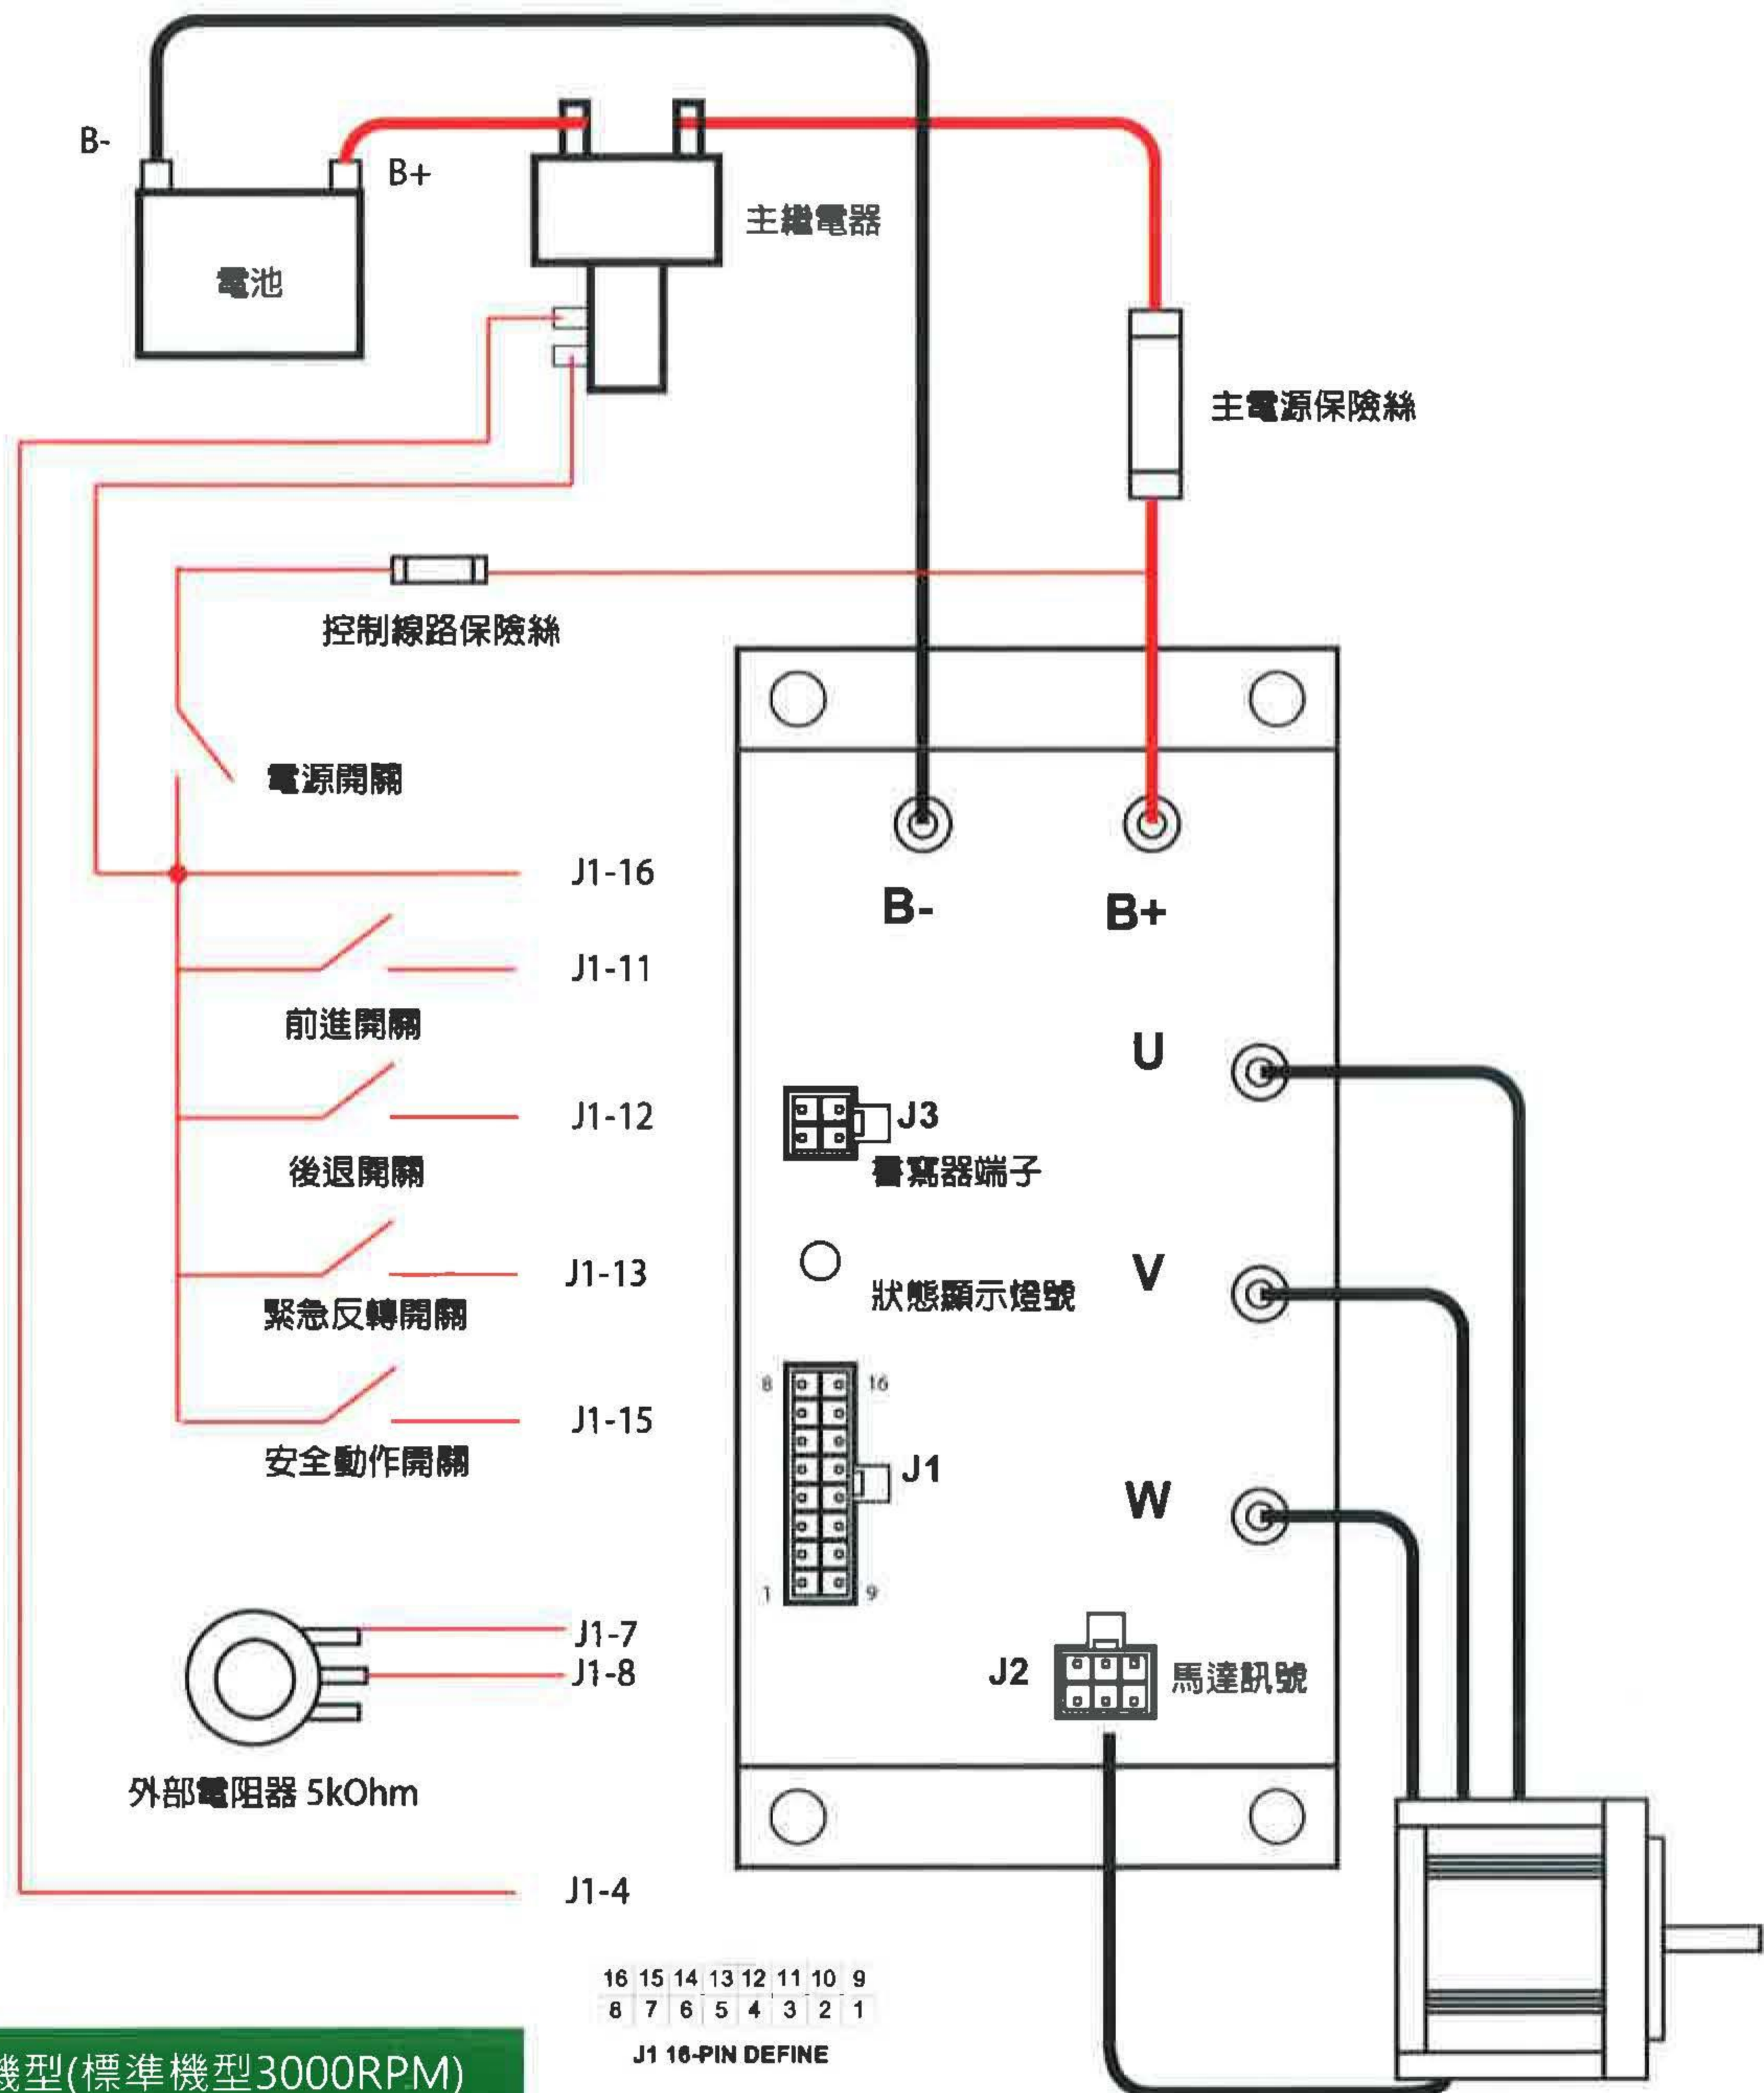 B-
B+
電池
主繼電器
主電源保險絲
控制線路保險絲
電源開關
J1-16
J1-11
前進開關
J1-12
後退開關
J1-13
緊急反轉開關
J1-15
安全動作開關
J1-7
J1-8
外部電阻器 5kOhm
J1-4
B-
B+
U
J3
書寫器端子
V
狀態顯示燈號
8
16
J1
W
1
9
J2
馬達訊號
16 15 14 13 12 11 10 9
8 7 6 5 4 3 2 1
J1 16-PIN DEFINE
機型(標準機型3000RPM)